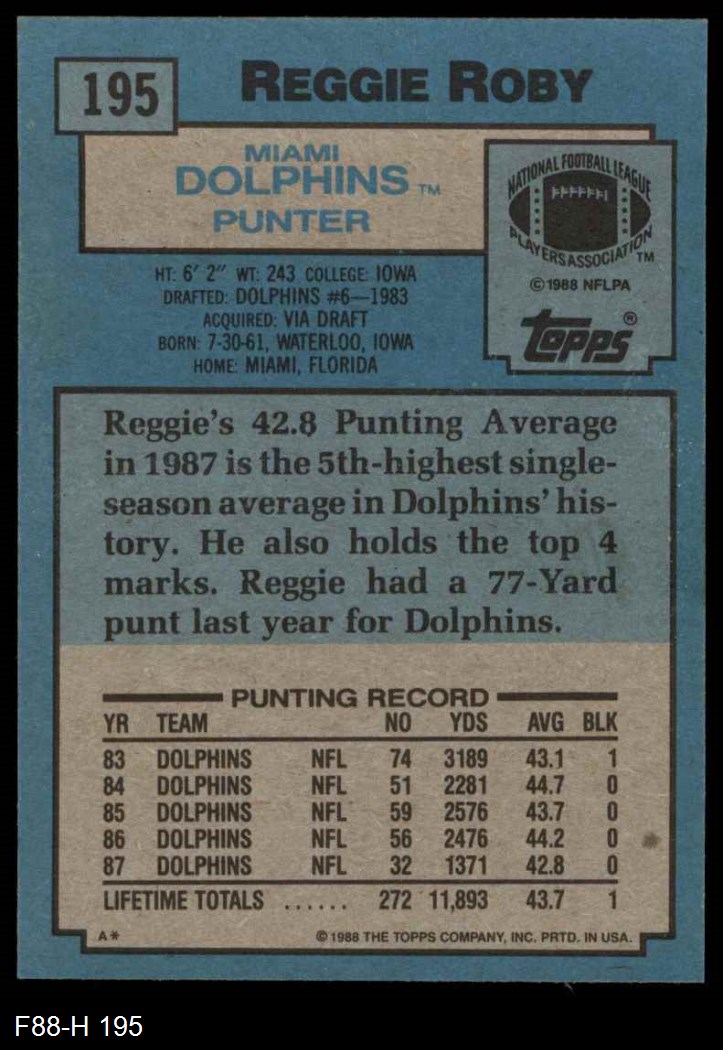 195
REGGIE ROBY
MIAMI
DOLPHINS TM
PUNTER
NATIONAL FOOTBALL LEAGUE
PLAYERS ASSOCIATION TM
© 1988 NFLPA
Topps®
HT: 6' 2" WT: 243 COLLEGE: IOWA
DRAFTED: DOLPHINS #6—1983
ACQUIRED: VIA DRAFT
BORN: 7-30-61, WATERLOO, IOWA
HOME: MIAMI, FLORIDA
Reggie's 42.8 Punting Average
in 1987 is the 5th-highest single-
season average in Dolphins' his-
tory. He also holds the top 4
marks. Reggie had a 77-Yard
punt last year for Dolphins.
PUNTING RECORD
YR TEAM NO YDS AVG BLK
83 DOLPHINS NFL 74 3189 43.1 1
84 DOLPHINS NFL 51 2281 44.7 0
85 DOLPHINS NFL 59 2576 43.7 0
86 DOLPHINS NFL 56 2476 44.2 0
87 DOLPHINS NFL 32 1371 42.8 0
LIFETIME TOTALS ...... 272 11,893 43.7 1
A* © 1988 THE TOPPS COMPANY, INC. PRTD. IN USA.
F88-H 195